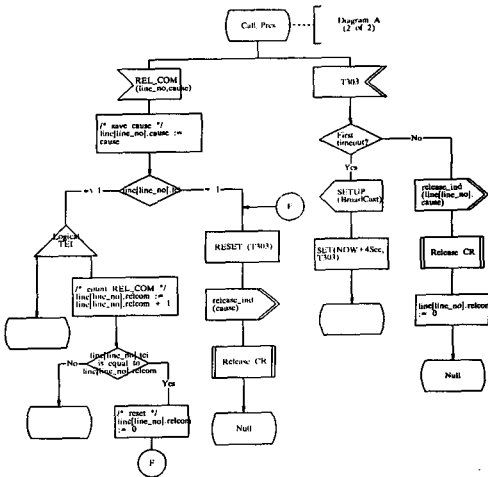 Call_Pres
Diagram_A
(2 of 2)
REL_COM
(line_no,cause)
T303
/* save cause */
line[line_no].cause :=
cause
First
timeout?
No
Yes
line[line_no].tei
= 1
SETUP
(BroadCast)
release_ind
(line[line_no].
cause)
F
Logical
TEI
RESET (T303)
SET(NOW+4Sec,
T303)
Release CR
/* count REL_COM */
line[line_no].relcom :=
line[line_no].relcom + 1
release_ind
(cause)
line[line_no].relcom
:= 0
No
line[line_no].tei
is equal to
line[line_no].relcom
Yes
Release CR
Null
/* reset */
line[line_no].relcom
:= 0
Null
F